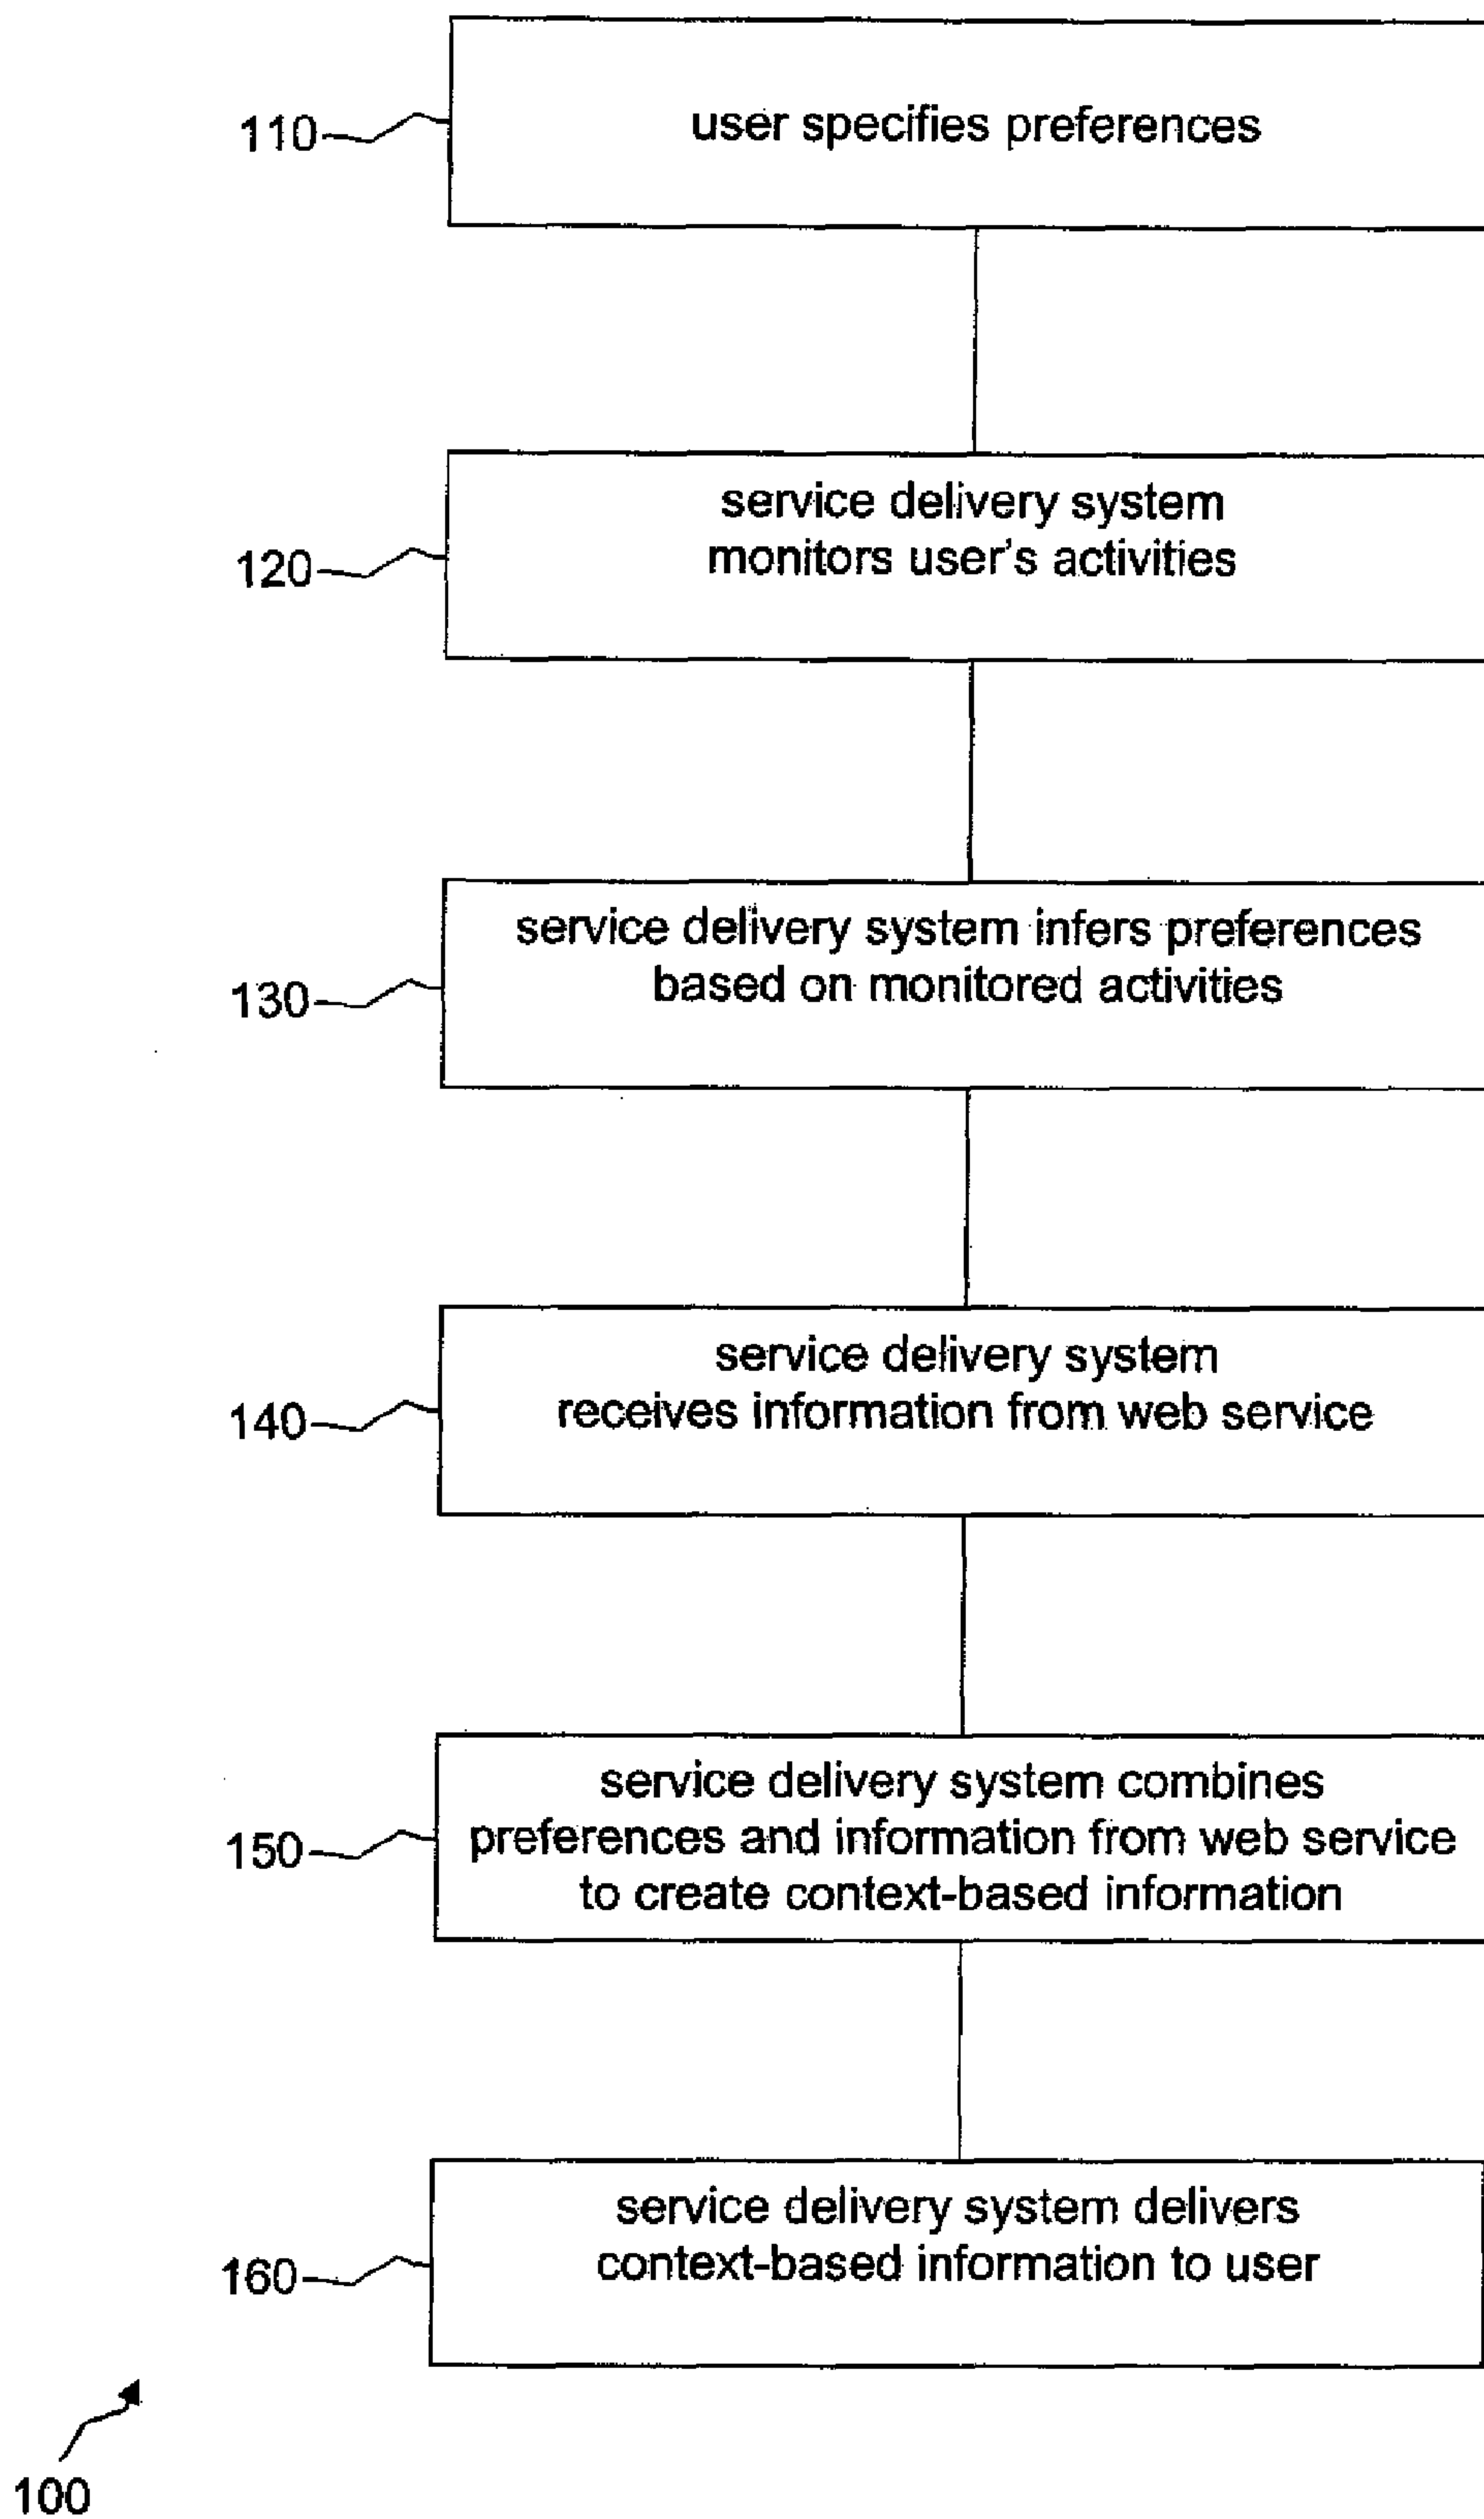 110
user specifies preferences
120
service delivery system
monitors user's activities
130
service delivery system infers preferences
based on monitored activities
140
service delivery system
receives information from web service
150
service delivery system combines
preferences and information from web service
to create context-based information
160
service delivery system delivers
context-based information to user
100